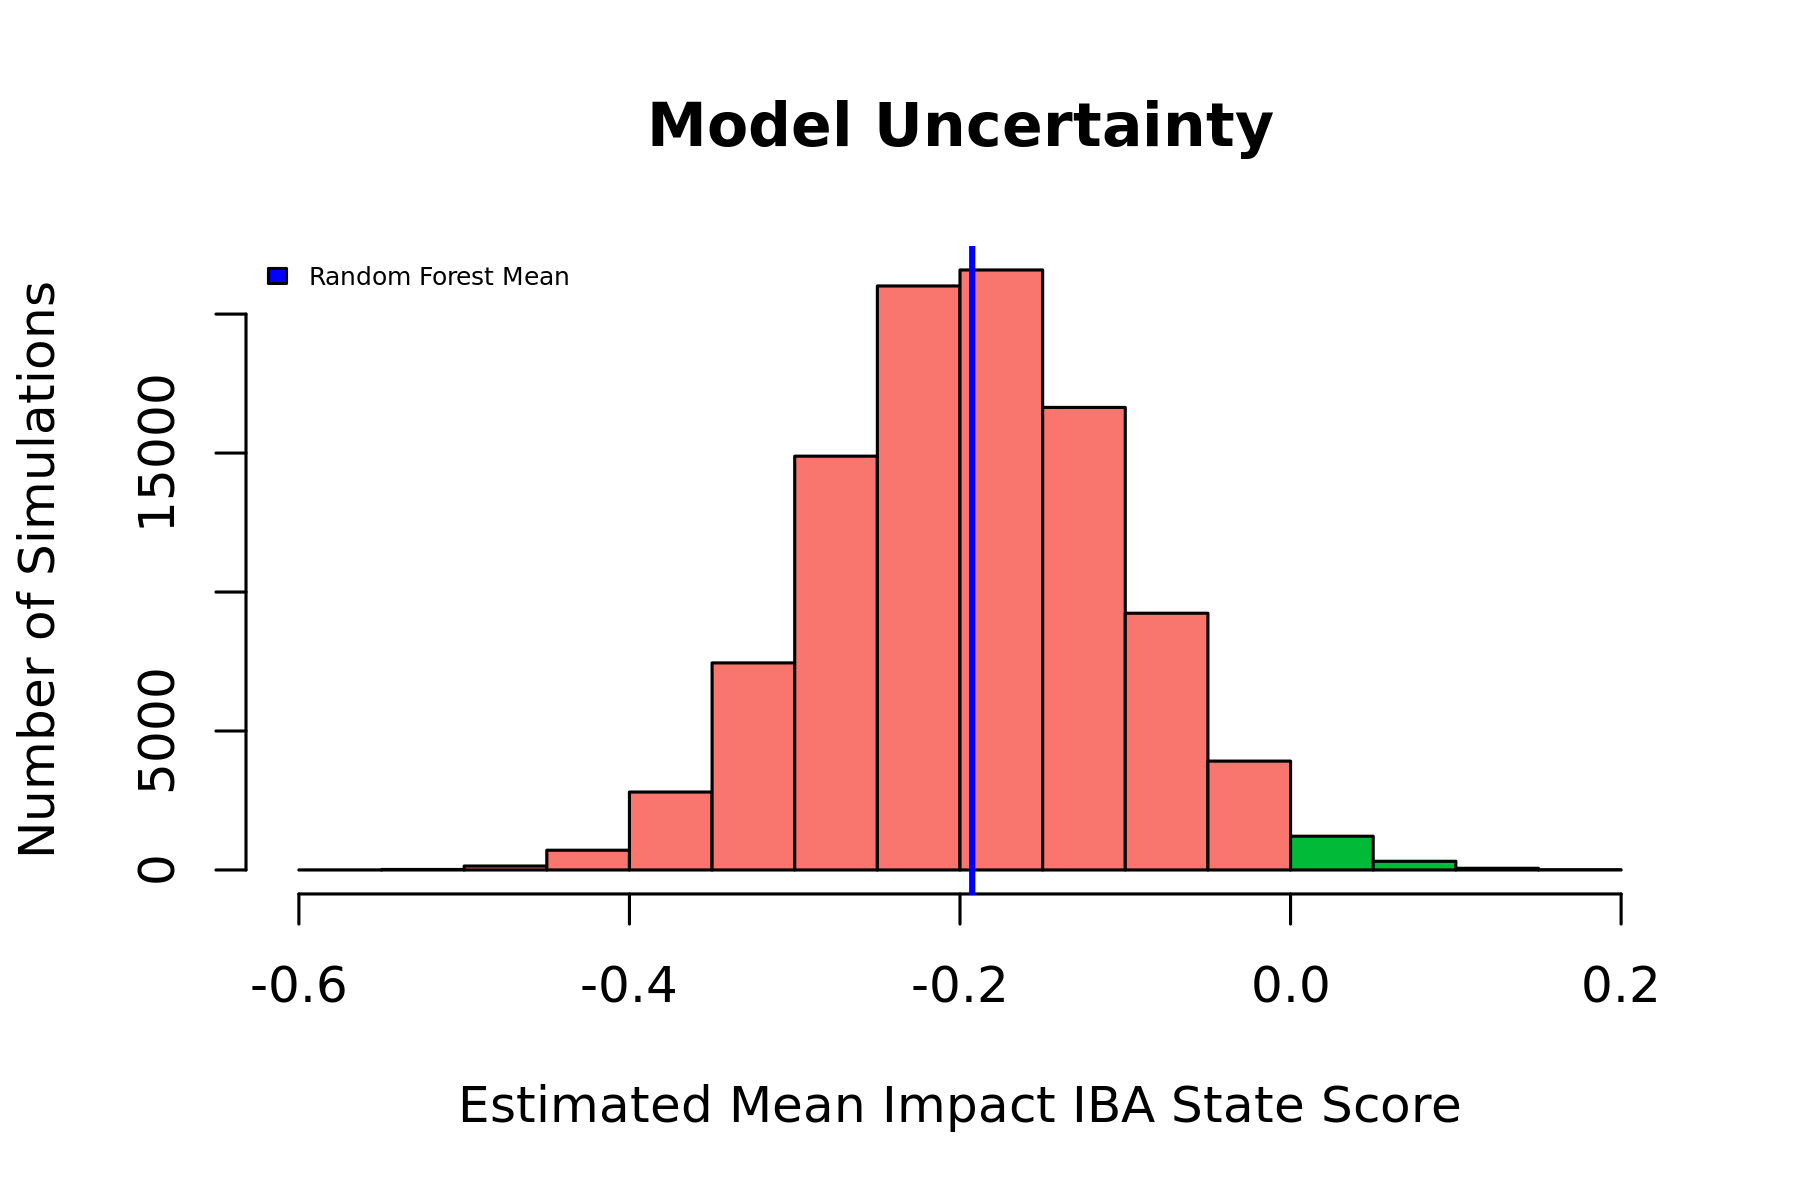 Model Uncertainty
Random Forest Mean
Number of Simulations
15000
5000
0
-0.6 -0.4 -0.2 0.0 0.2
Estimated Mean Impact IBA State Score